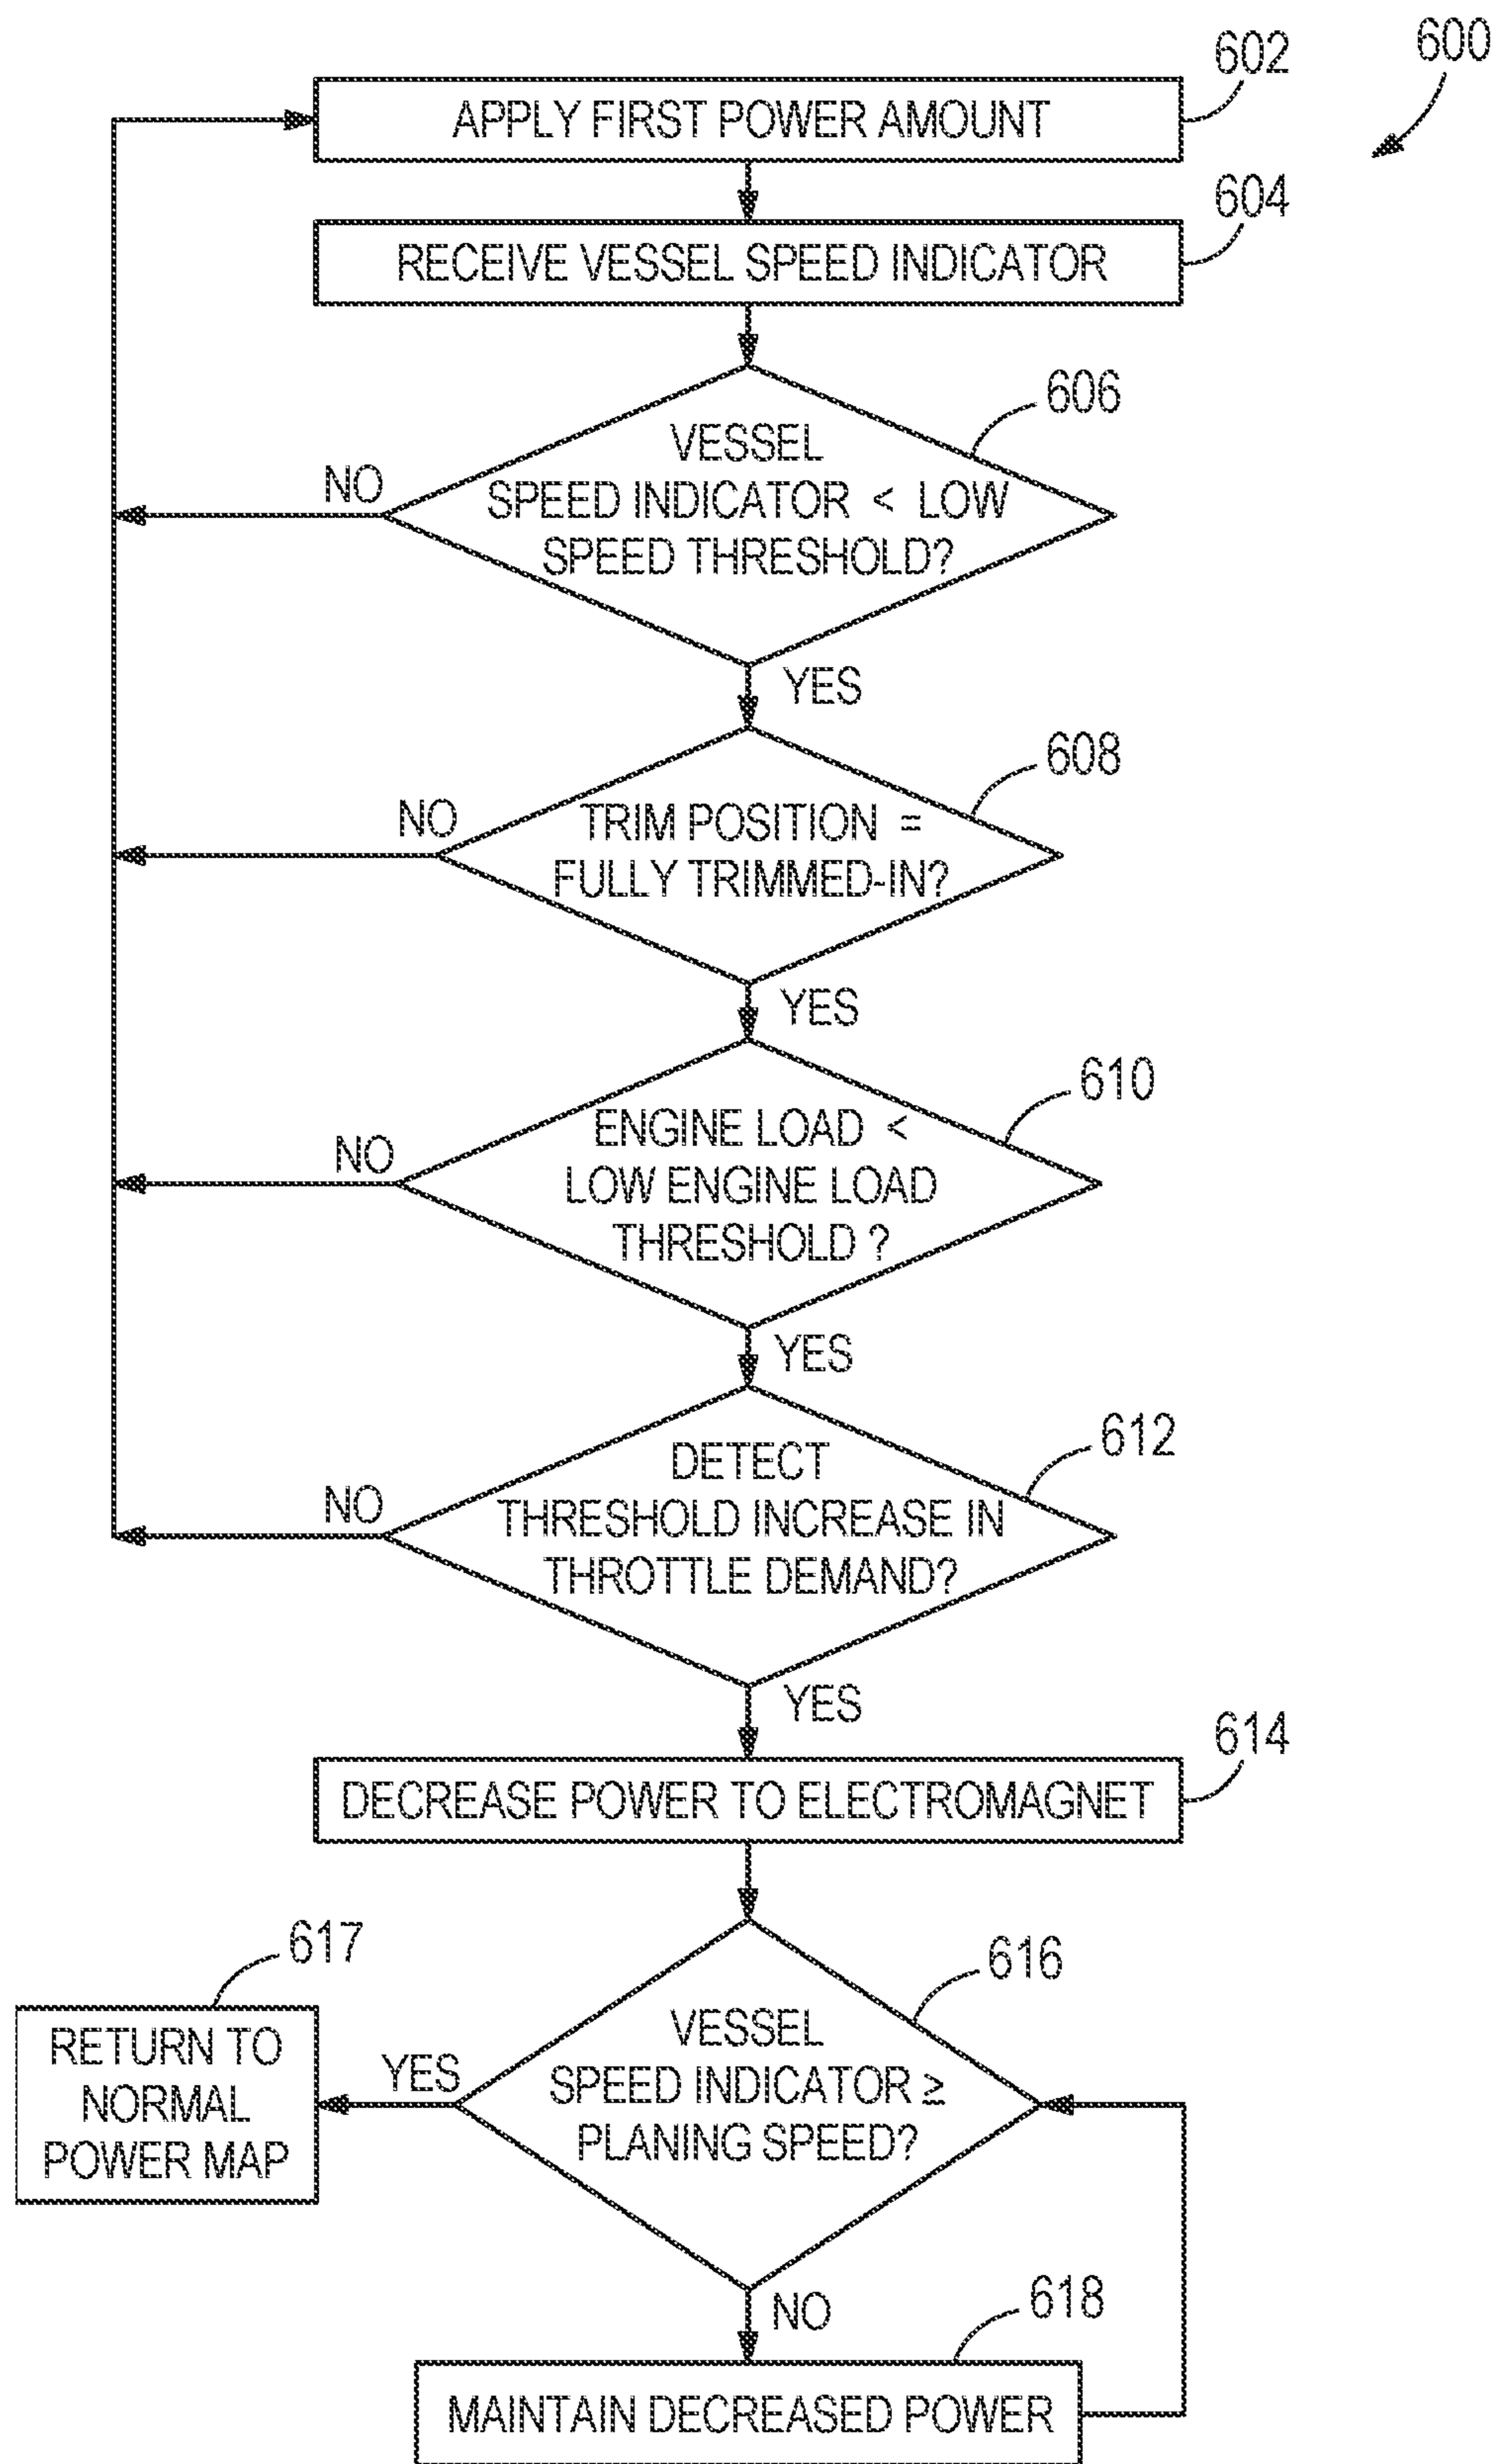 600
602
APPLY FIRST POWER AMOUNT
604
RECEIVE VESSEL SPEED INDICATOR
606
VESSEL
SPEED INDICATOR < LOW
SPEED THRESHOLD?
NO
YES
608
TRIM POSITION =
FULLY TRIMMED-IN?
NO
YES
610
ENGINE LOAD <
LOW ENGINE LOAD
THRESHOLD ?
NO
YES
612
DETECT
THRESHOLD INCREASE IN
THROTTLE DEMAND?
NO
YES
614
DECREASE POWER TO ELECTROMAGNET
616
VESSEL
SPEED INDICATOR ≥
PLANING SPEED?
YES
617
RETURN TO
NORMAL
POWER MAP
NO
618
MAINTAIN DECREASED POWER